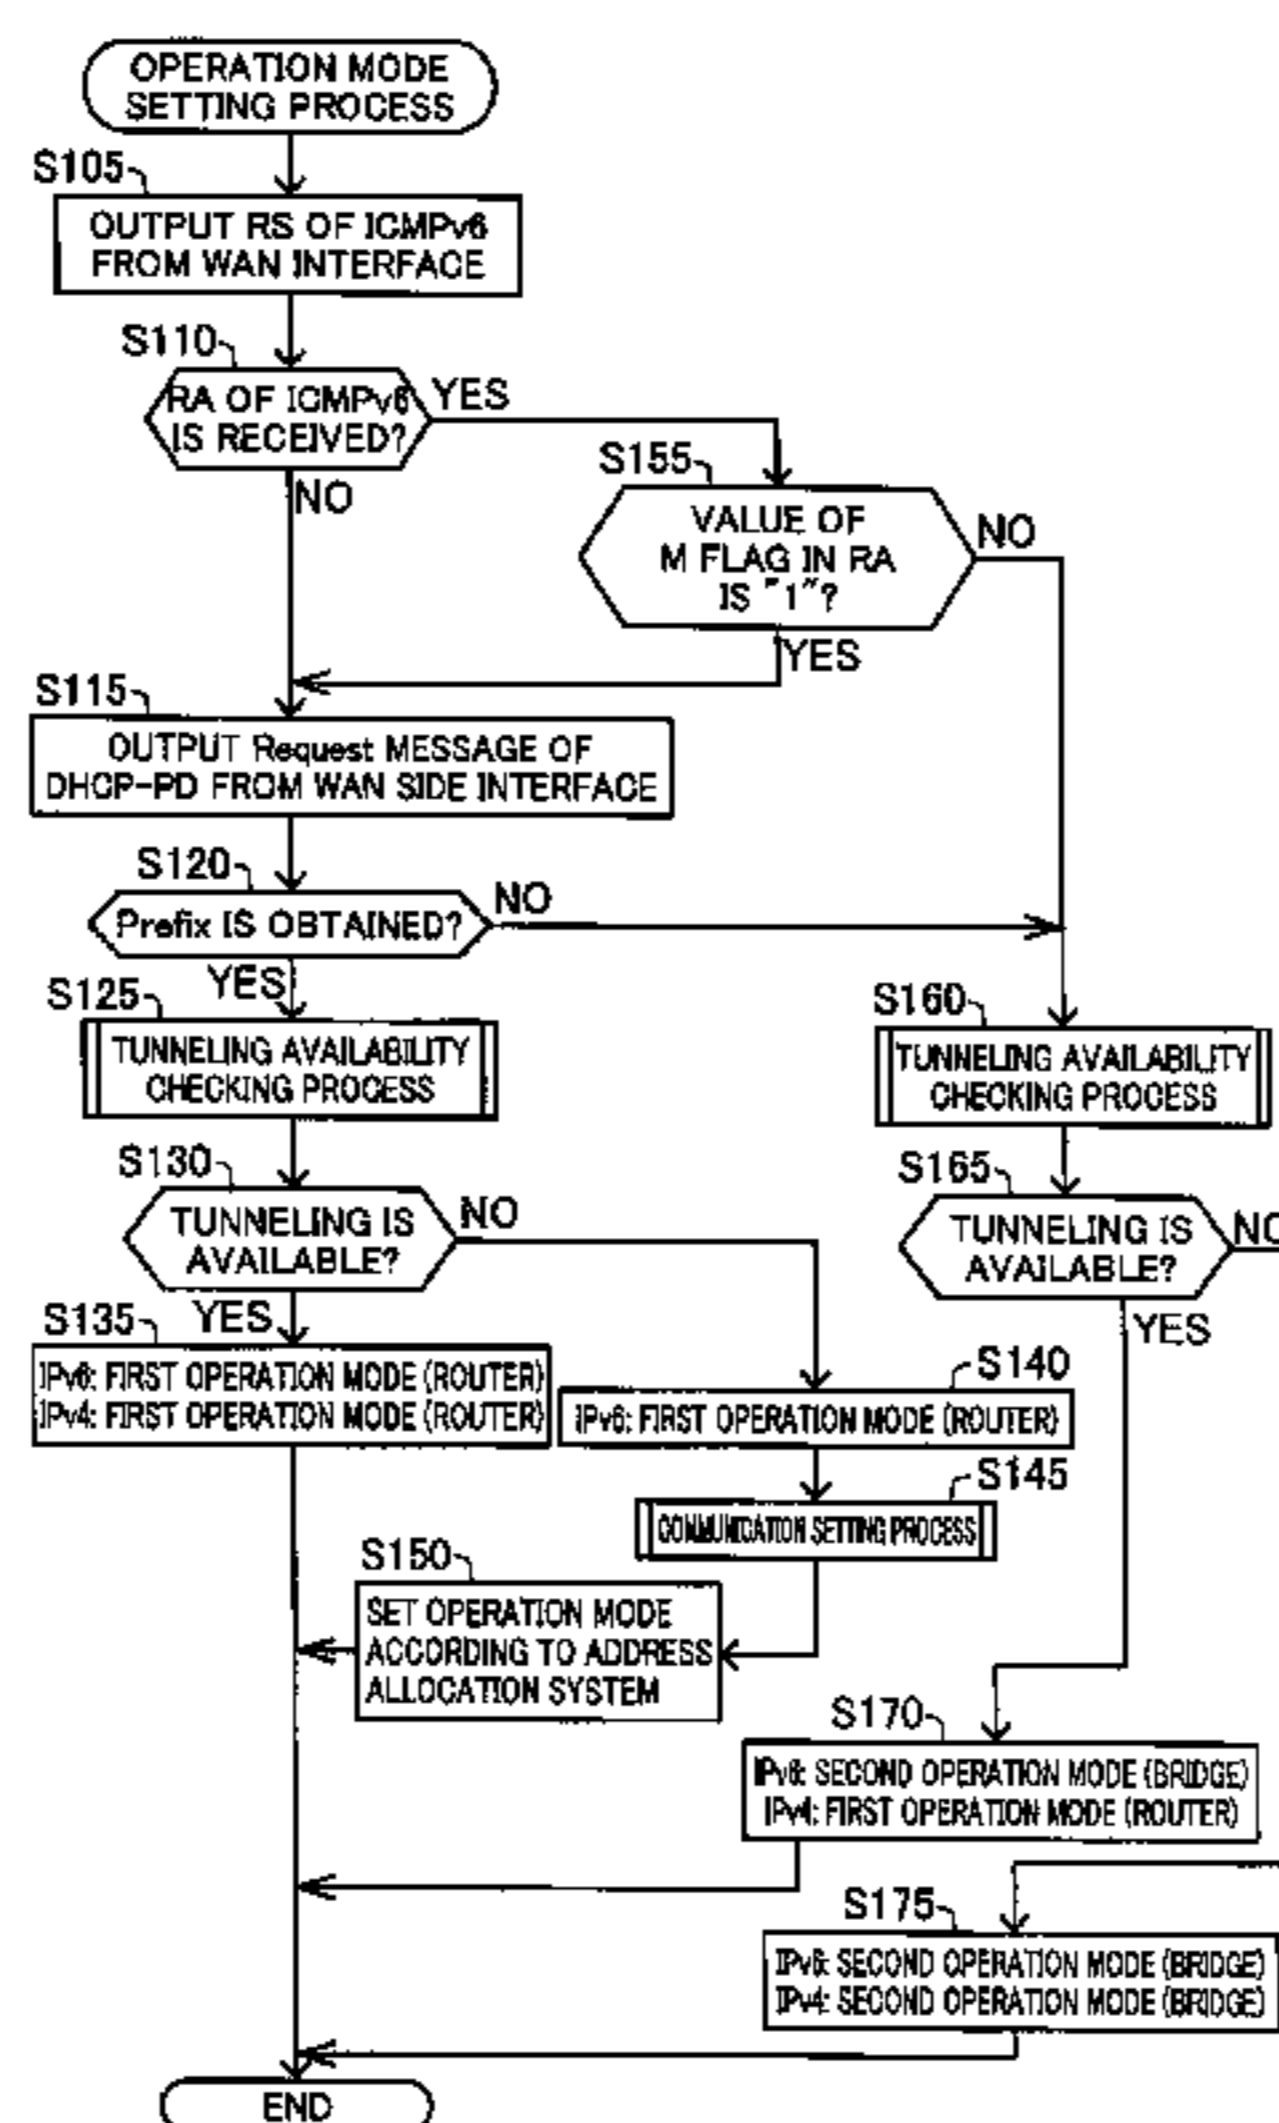 OPERATION MODE
SETTING PROCESS
S105
OUTPUT RS OF ICMPv6
FROM WAN INTERFACE
S110
RA OF ICMPv6
IS RECEIVED?
YES
NO
S155
VALUE OF
M FLAG IN RA
IS "1"?
NO
YES
S115
OUTPUT Request MESSAGE OF
DHCP-PD FROM WAN SIDE INTERFACE
S120
Prefix IS OBTAINED?
NO
YES
S125
TUNNELING AVAILABILITY
CHECKING PROCESS
S160
TUNNELING AVAILABILITY
CHECKING PROCESS
S130
TUNNELING IS
AVAILABLE?
NO
YES
S165
TUNNELING IS
AVAILABLE?
NO
YES
S135
IPv6: FIRST OPERATION MODE (ROUTER)
IPv4: FIRST OPERATION MODE (ROUTER)
S140
IPv6: FIRST OPERATION MODE (ROUTER)
S145
COMMUNICATION SETTING PROCESS
S150
SET OPERATION MODE
ACCORDING TO ADDRESS
ALLOCATION SYSTEM
S170
IPv6: SECOND OPERATION MODE (BRIDGE)
IPv4: FIRST OPERATION MODE (ROUTER)
S175
IPv6: SECOND OPERATION MODE (BRIDGE)
IPv4: SECOND OPERATION MODE (BRIDGE)
END